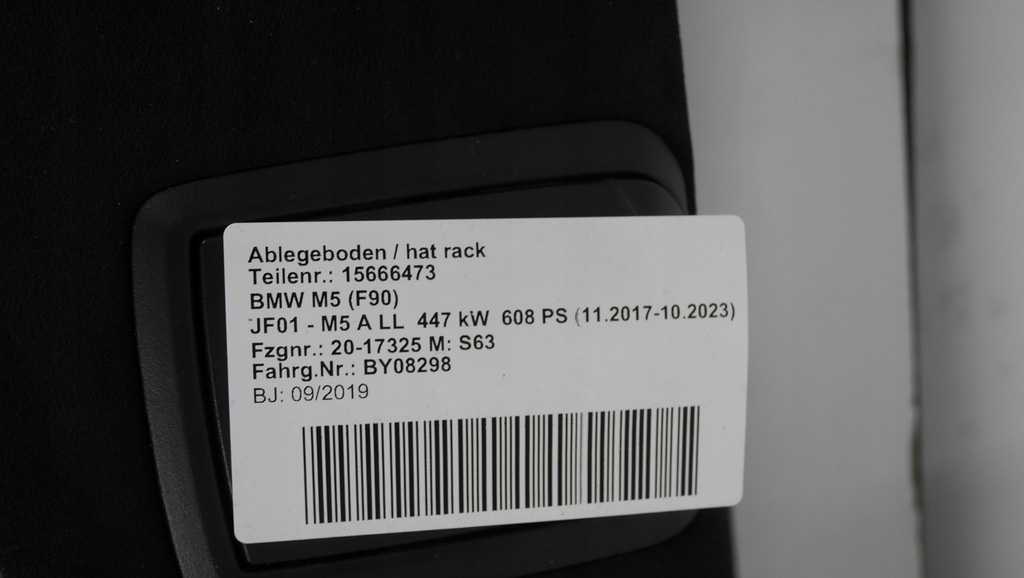 Ablegeboden / hat rack
Teilenr.: 15666473
BMW M5 (F90)
JF01 - M5 A LL 447 kW 608 PS (11.2017-10.2023)
Fzgnr.: 20-17325 M: S63
Fahrg.Nr.: BY08298
BJ: 09/2019